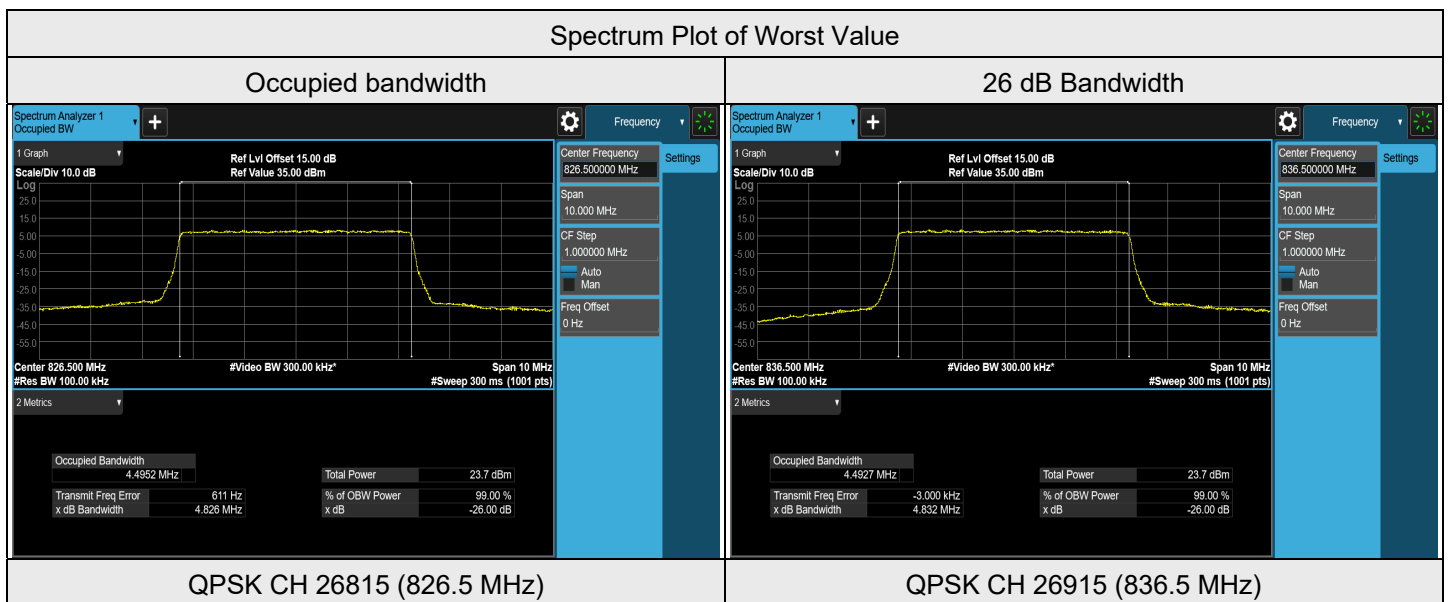 Spectrum Plot of Worst Value
Occupied bandwidth
26 dB Bandwidth
Spectrum Analyzer 1
Occupied BW
+
Frequency
1 Graph
Ref Lvl Offset 15.00 dB
Scale/Div 10.0 dB
Ref Value 35.00 dBm
Log
25.0
15.0
5.00
-5.00
-15.0
-25.0
-35.0
-45.0
-55.0
Center 826.500 MHz
#Video BW 300.00 kHz*
Span 10 MHz
#Res BW 100.00 kHz
#Sweep 300 ms (1001 pts)
Center Frequency
826.500000 MHz
Settings
Span
10.000 MHz
CF Step
1.000000 MHz
Auto
Man
Freq Offset
0 Hz
2 Metrics
Occupied Bandwidth
4.4952 MHz
Total Power 23.7 dBm
Transmit Freq Error 611 Hz
% of OBW Power 99.00 %
x dB Bandwidth 4.826 MHz
x dB -26.00 dB
Spectrum Analyzer 1
Occupied BW
+
Frequency
1 Graph
Ref Lvl Offset 15.00 dB
Scale/Div 10.0 dB
Ref Value 35.00 dBm
Log
25.0
15.0
5.00
-5.00
-15.0
-25.0
-35.0
-45.0
-55.0
Center 836.500 MHz
#Video BW 300.00 kHz*
Span 10 MHz
#Res BW 100.00 kHz
#Sweep 300 ms (1001 pts)
Center Frequency
836.500000 MHz
Settings
Span
10.000 MHz
CF Step
1.000000 MHz
Auto
Man
Freq Offset
0 Hz
2 Metrics
Occupied Bandwidth
4.4927 MHz
Total Power 23.7 dBm
Transmit Freq Error -3.000 kHz
% of OBW Power 99.00 %
x dB Bandwidth 4.832 MHz
x dB -26.00 dB
QPSK CH 26815 (826.5 MHz)
QPSK CH 26915 (836.5 MHz)